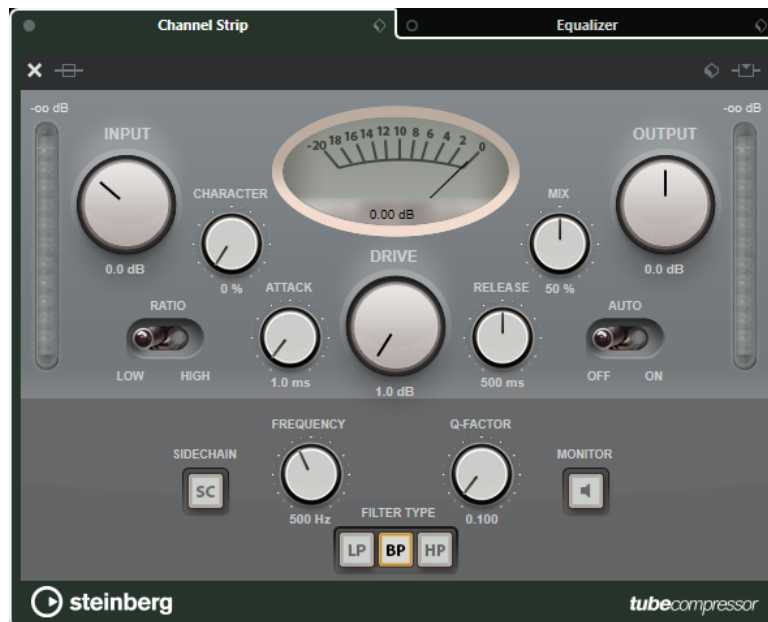 Channel Strip
Equalizer
-oo dB
-oo dB
INPUT
OUTPUT
-20 18 16 14 12 10 8 6 4 2 0
0.00 dB
CHARACTER
MIX
0.0 dB
0.0 dB
0 %
50 %
DRIVE
ATTACK
RELEASE
RATIO
AUTO
LOW
HIGH
1.0 ms
1.0 dB
500 ms
OFF
ON
FREQUENCY
Q-FACTOR
SIDECHAIN
MONITOR
SC
500 Hz
FILTER TYPE
0.100
LP
BP
HP
steinberg
tubecompressor